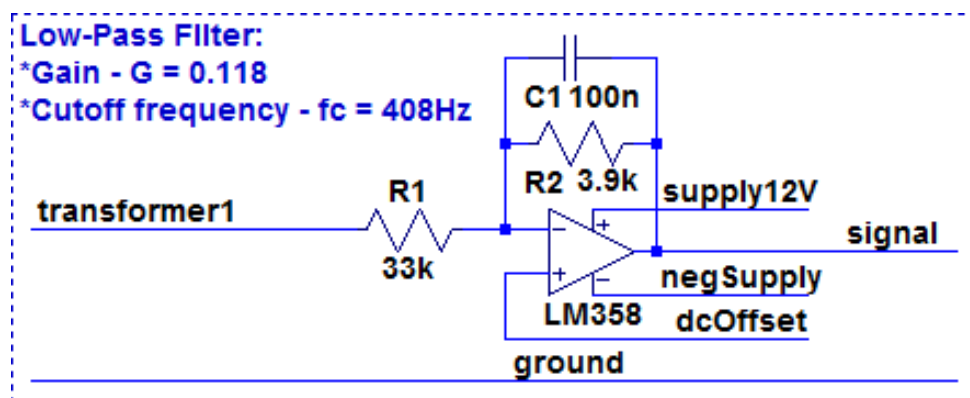 Low-Pass FIlter:
*Gain - G = 0.118
*Cutoff frequency - fc = 408Hz
C1 100n
R2 3.9k
R1
transformer1
33k
supply12V
signal
negSupply
LM358
dcOffset
ground